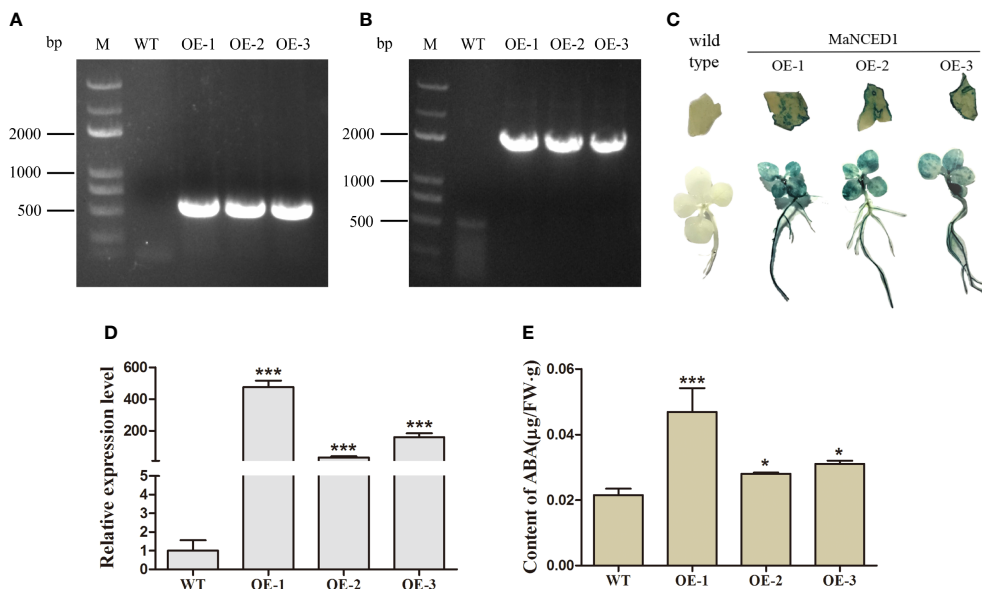 A
bp M WT OE-1 OE-2 OE-3
2000
1000
500
B
bp M WT OE-1 OE-2 OE-3
2000
1000
500
C
wild
type
MaNCED1
OE-1 OE-2 OE-3
D
Relative expression level
600
400
200
5
4
3
2
1
0
***
***
***
WT OE-1 OE-2 OE-3
E
Content of ABA(µg/FW·g)
0.06
0.04
0.02
0.00
***
*
*
WT OE-1 OE-2 OE-3